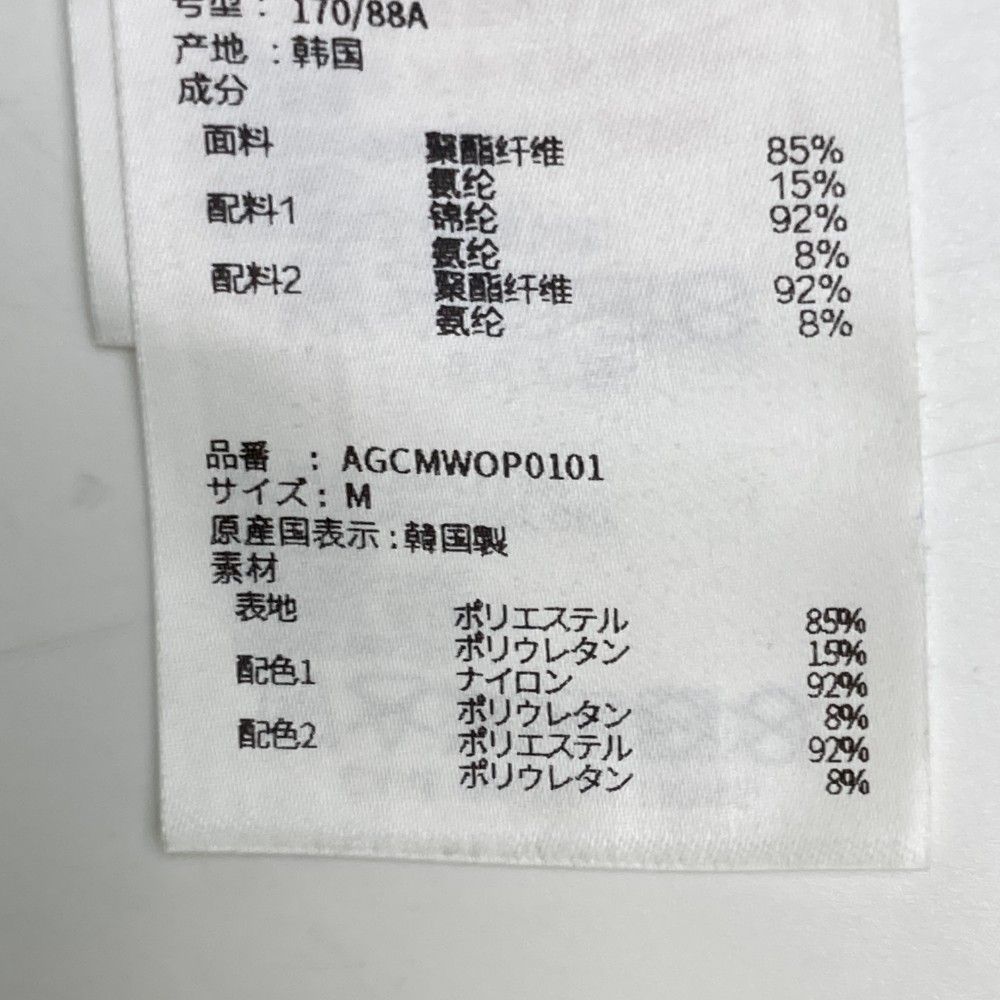 号型: 170/88A
产地 :韩国
成分
面料 聚酯纤维 85%
氨纶 15%
配料1 锦纶 92%
氨纶 8%
配料2 聚酯纤维 92%
氨纶 8%
品番 : AGCMWOP0101
サイズ: M
原産国表示:韓国製
素材
表地 ポリエステル 85%
ポリウレタン 15%
配色1 ナイロン 92%
ポリウレタン 8%
配色2 ポリエステル 92%
ポリウレタン 8%